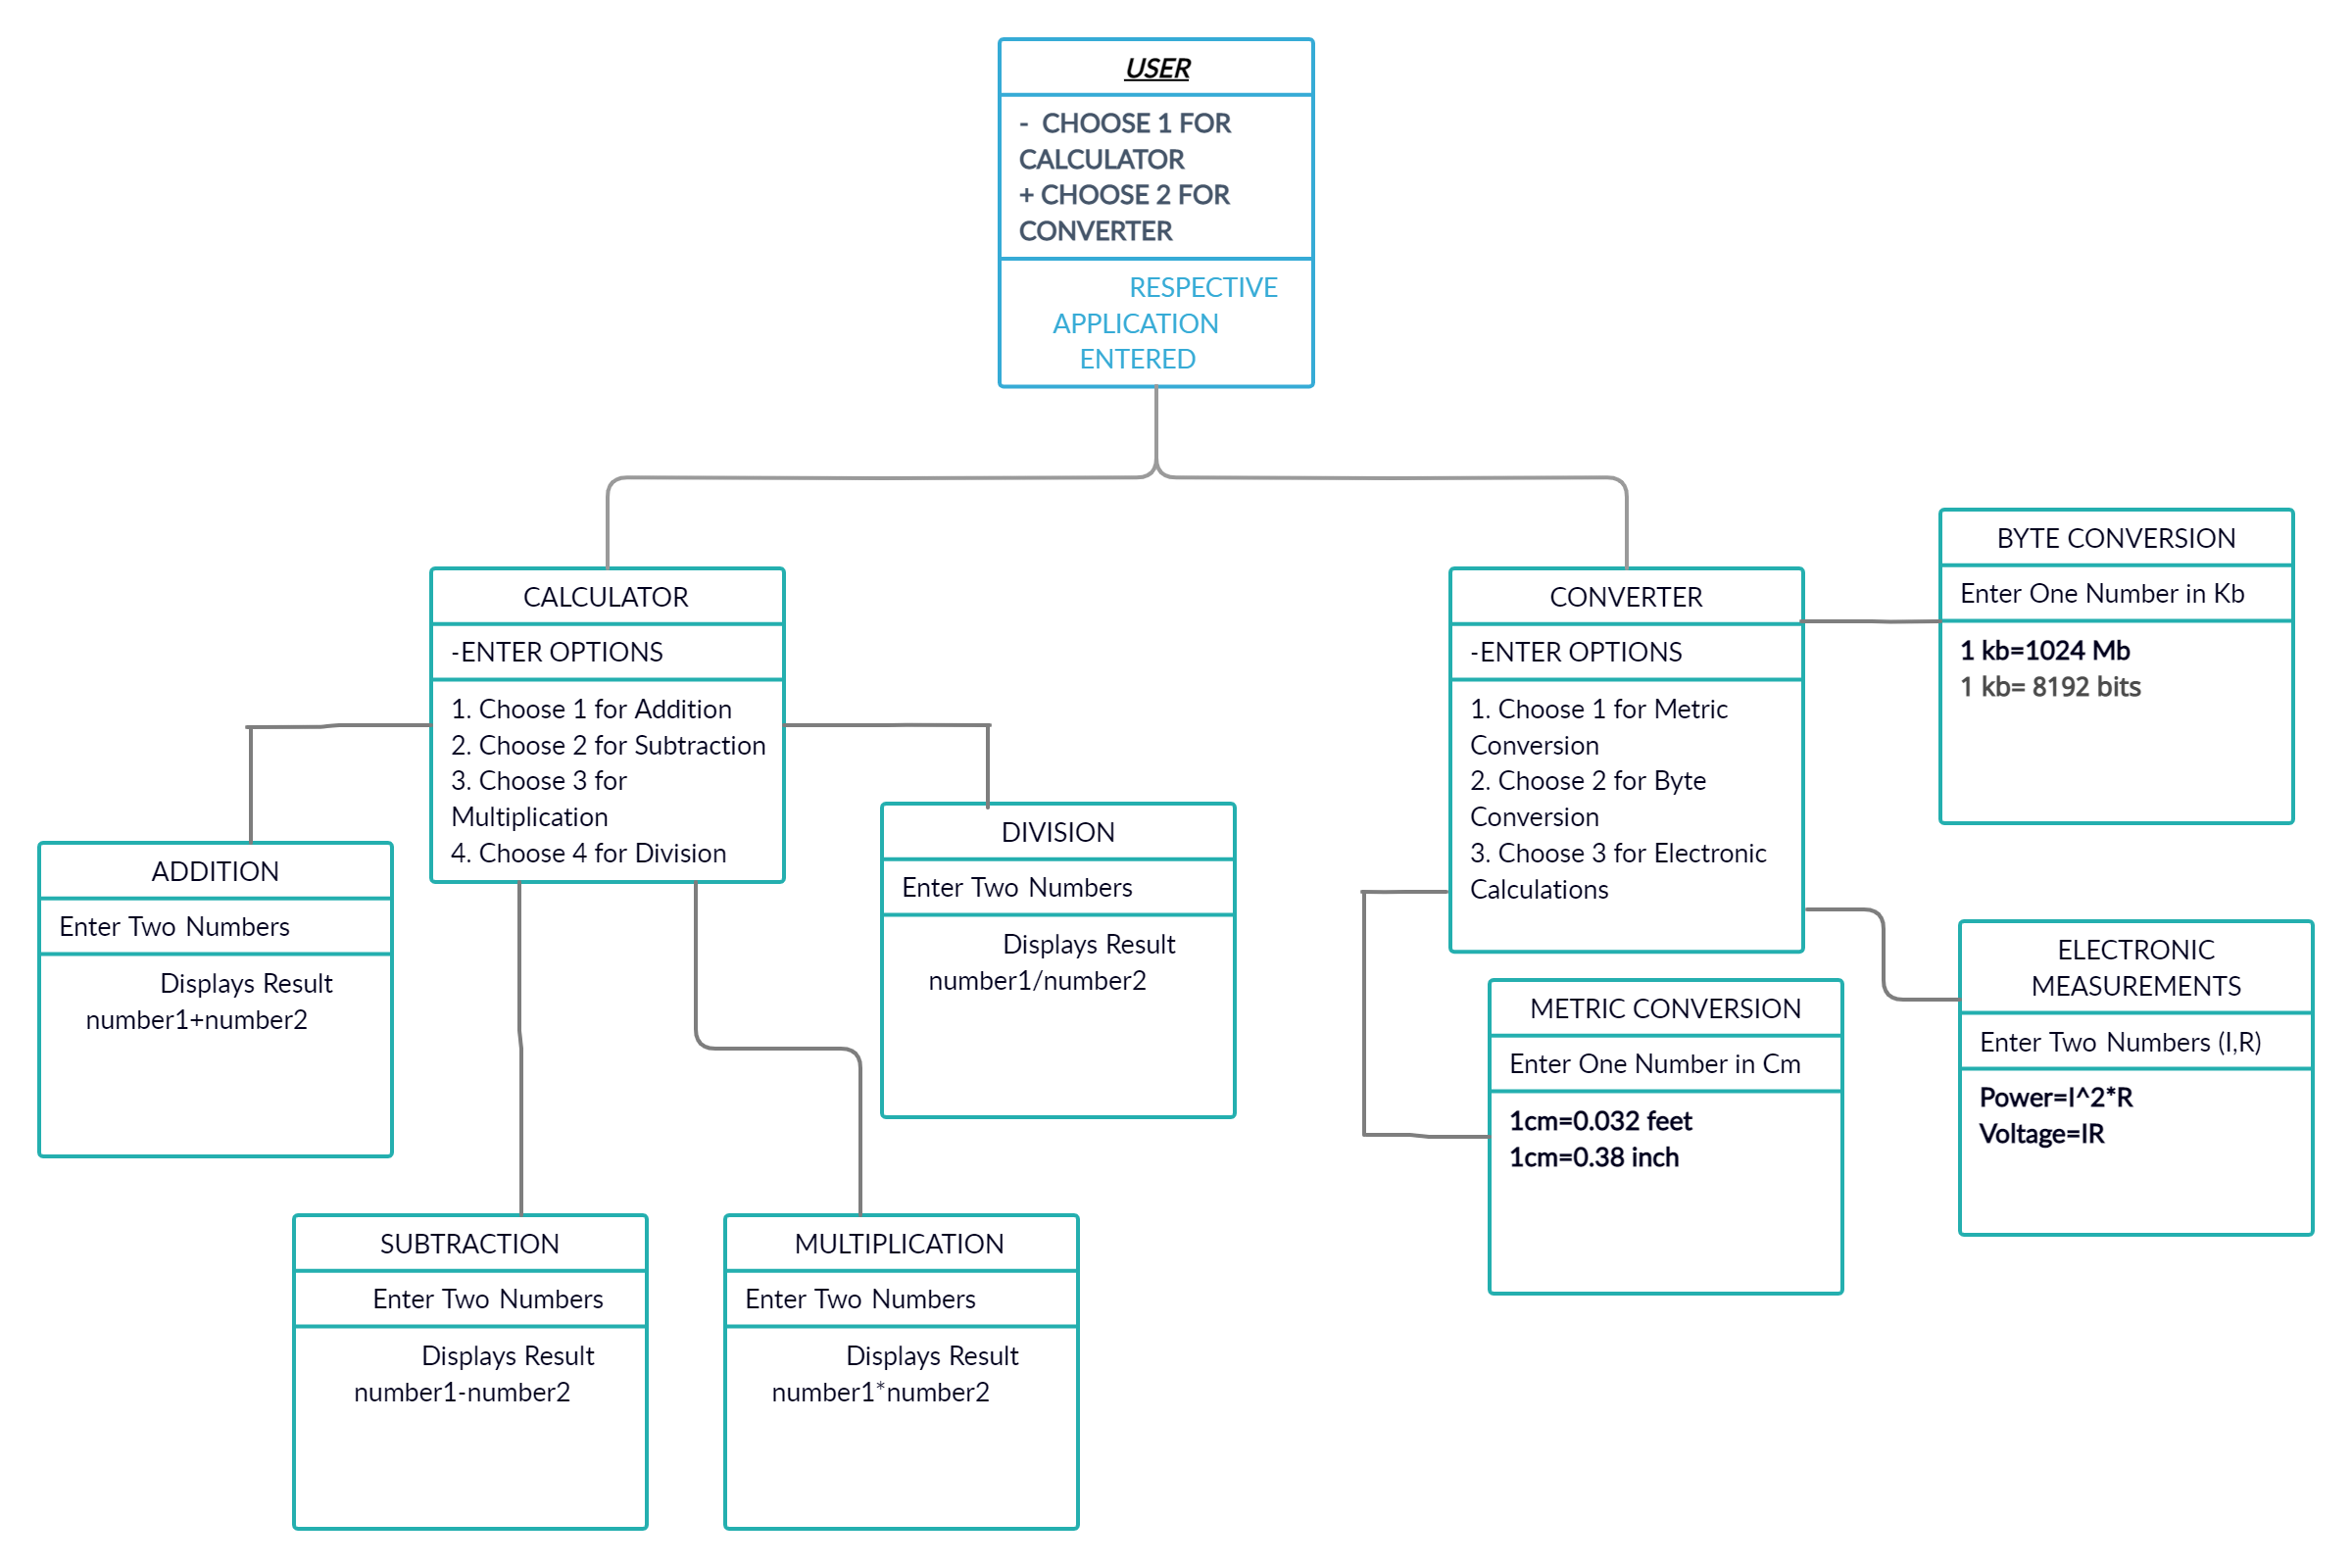 USER
- CHOOSE 1 FOR
CALCULATOR
+ CHOOSE 2 FOR
CONVERTER
RESPECTIVE
APPLICATION
ENTERED
CALCULATOR
-ENTER OPTIONS
1. Choose 1 for Addition
2. Choose 2 for Subtraction
3. Choose 3 for
Multiplication
4. Choose 4 for Division
ADDITION
Enter Two Numbers
Displays Result
number1+number2
SUBTRACTION
Enter Two Numbers
Displays Result
number1-number2
MULTIPLICATION
Enter Two Numbers
Displays Result
number1*number2
DIVISION
Enter Two Numbers
Displays Result
number1/number2
CONVERTER
-ENTER OPTIONS
1. Choose 1 for Metric
Conversion
2. Choose 2 for Byte
Conversion
3. Choose 3 for Electronic
Calculations
METRIC CONVERSION
Enter One Number in Cm
1cm=0.032 feet
1cm=0.38 inch
BYTE CONVERSION
Enter One Number in Kb
1 kb=1024 Mb
1 kb= 8192 bits
ELECTRONIC
MEASUREMENTS
Enter Two Numbers (I,R)
Power=I^2*R
Voltage=IR